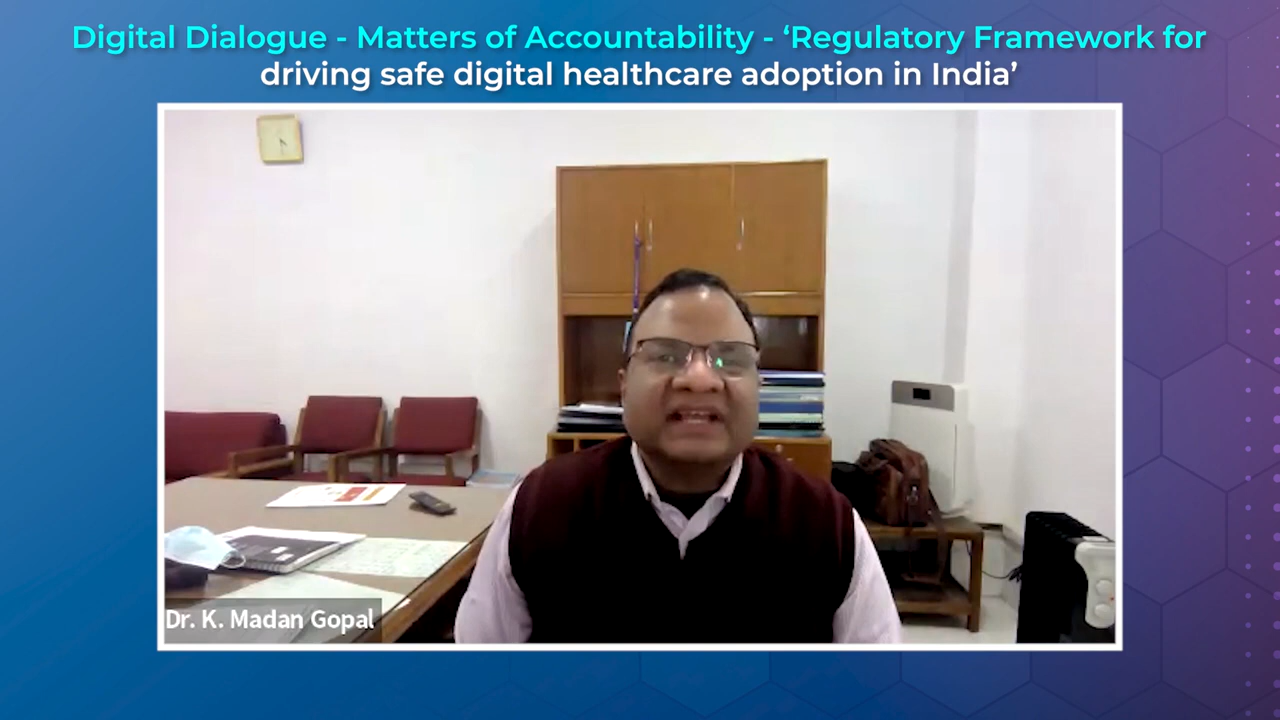 Digital Dialogue - Matters of Accountability - ‘Regulatory Framework for
driving safe digital healthcare adoption in India’
Dr. K. Madan Gopal